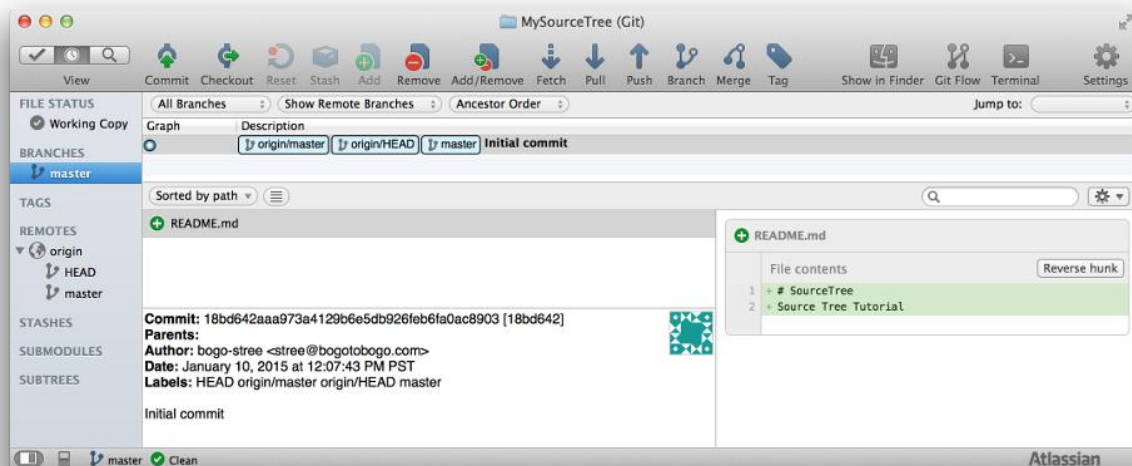 MySourceTree (Git)
View Commit Checkout Reset Stash Add Remove Add/Remove Fetch Pull Push Branch Merge Tag Show in Finder Git Flow Terminal Settings
FILE STATUS
Working Copy
BRANCHES
master
TAGS
REMOTES
origin
HEAD
master
STASHES
SUBMODULES
SUBTREES
All Branches Show Remote Branches Ancestor Order Jump to:
Graph Description
origin/master origin/HEAD master Initial commit
Sorted by path
README.md
Commit: 18bd642aaa973a4129b6e5db926feb6fa0ac8903 [18bd642]
Parents:
Author: bogo-stree <stree@bogotobogo.com>
Date: January 10, 2015 at 12:07:43 PM PST
Labels: HEAD origin/master origin/HEAD master
Initial commit
README.md
File contents Reverse hunk
1 + # SourceTree
2 + Source Tree Tutorial
master Clean Atlassian